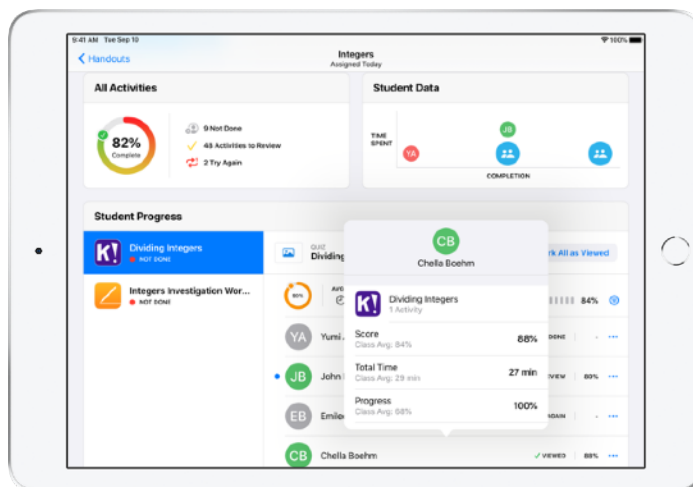 9:41 AM Tue Sep 10
100%
Handouts
Integers
Assigned Today
All Activities
82%
Complete
9 Not Done
48 Activities to Review
2 Try Again
Student Data
TIME
SPENT
YA
JB
COMPLETION
Student Progress
K!
Dividing Integers
NOT DONE
Integers Investigation Wor...
NOT DONE
QUIZ
Dividing
rk All as Viewed
AVG
84%
YA
Yumi
DONE
-
JB
John
VIEW
80%
EB
Emile
AGAIN
-
CB
Chella Boehm
VIEWED
88%
CB
Chella Boehm
K!
Dividing Integers
1 Activity
Score
Class Avg: 84%
88%
Total Time
Class Avg: 29 min
27 min
Progress
Class Avg: 68%
100%